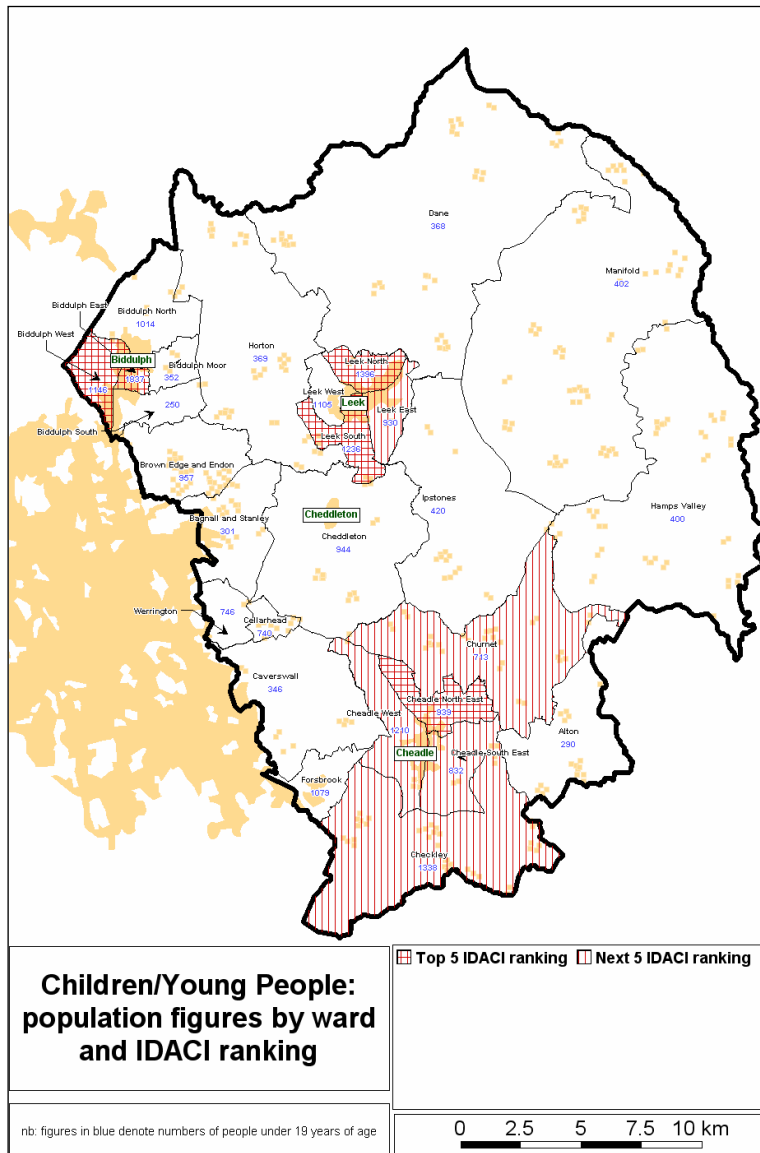 Dane
368
Manifold
402
Biddulph East
Biddulph North
1014
Biddulph West
Horton
369
Biddulph
Biddulph Moor
352
1837
1146
250
Biddulph South
Leek North
1396
Leek West
1105
Leek
Leek East
930
Leek South
1236
Brown Edge and Endon
957
Ipstones
420
Hamps Valley
400
Bagnall and Stanley
301
Cheddleton
Cheddleton
944
Werrington
746
Cellarhead
740
Churnet
713
Caverswall
346
Cheadle North East
939
Cheadle West
1210
Alton
290
Cheadle
Cheadle South East
832
Forsbrook
1079
Checkley
1338
Children/Young People:
population figures by ward
and IDACI ranking
Top 5 IDACI ranking Next 5 IDACI ranking
nb: figures in blue denote numbers of people under 19 years of age
0 2.5 5 7.5 10 km